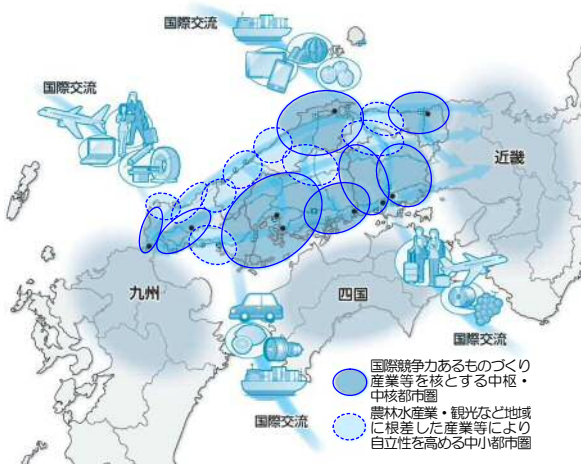 国際交流
国際交流
近畿
九州
四国
国際交流
国際交流
国際競争力あるものづくり
産業等を核とする中枢・
中核都市圏
農林水産業・観光など地域
に根差した産業等により
自立性を高める中小都市圏